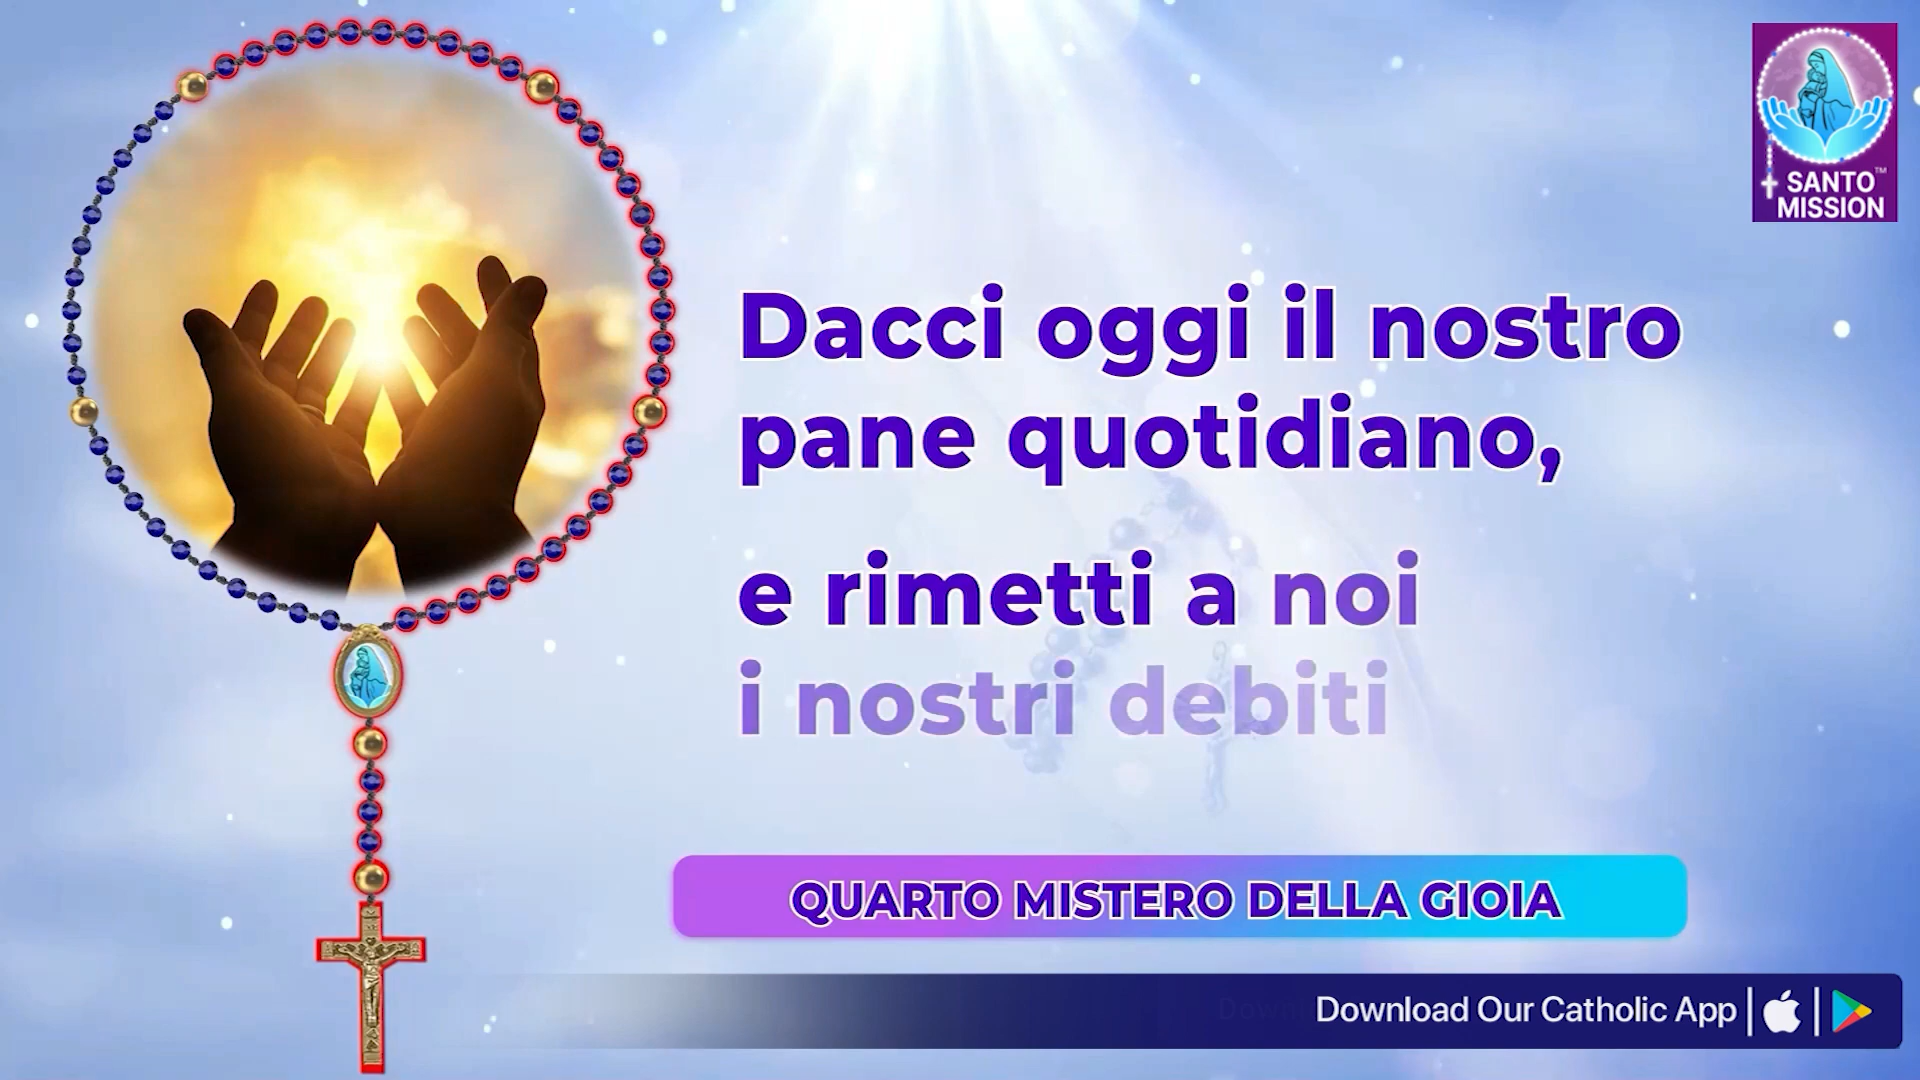 SANTO™
MISSION
Dacci oggi il nostro
pane quotidiano,
e rimetti a noi
i nostri debiti
QUARTO MISTERO DELLA GIOIA
Download Our Catholic App